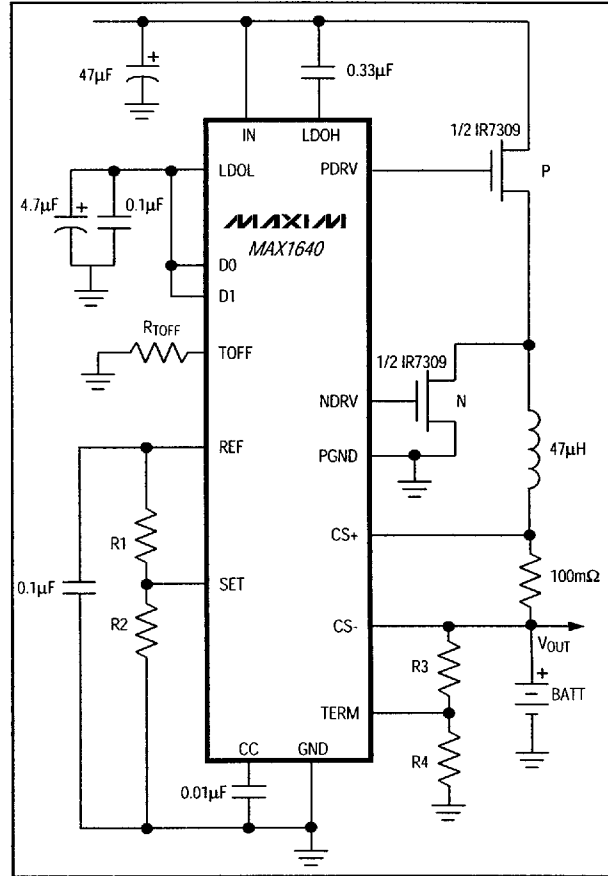 47µF
+
0.33µF
IN
LDOH
1/2 IR7309
LDOL
PDRV
P
4.7µF
+
0.1µF
MAXIM
MAX1640
D0
D1
RTOFF
TOFF
1/2 IR7309
NDRV
N
REF
PGND
47µH
R1
CS+
0.1µF
SET
100mΩ
R2
CS-
VOUT
R3
+
BATT
TERM
R4
CC
GND
0.01µF